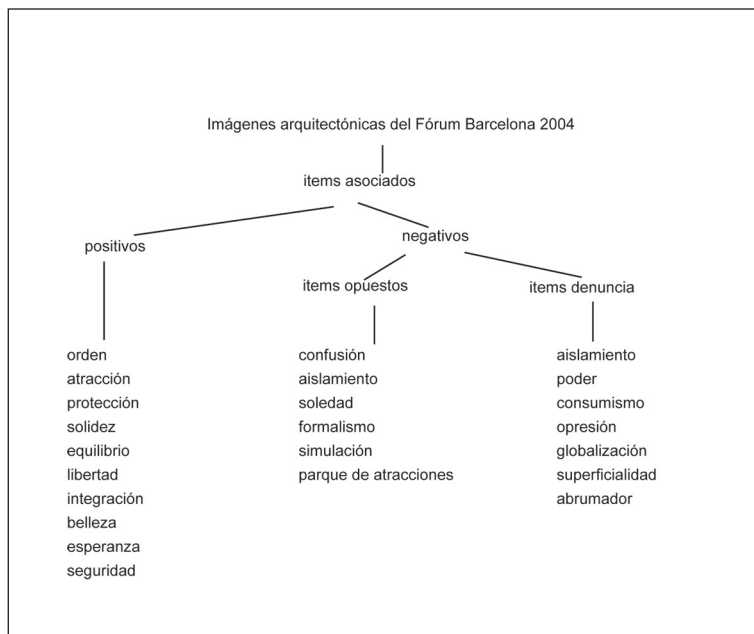 Imágenes arquitectónicas del Fórum Barcelona 2004
items asociados
positivos
negativos
items opuestos
items denuncia
orden
atracción
protección
solidez
equilibrio
libertad
integración
belleza
esperanza
seguridad
confusión
aislamiento
soledad
formalismo
simulación
parque de atracciones
aislamiento
poder
consumismo
opresión
globalización
superficialidad
abrumador